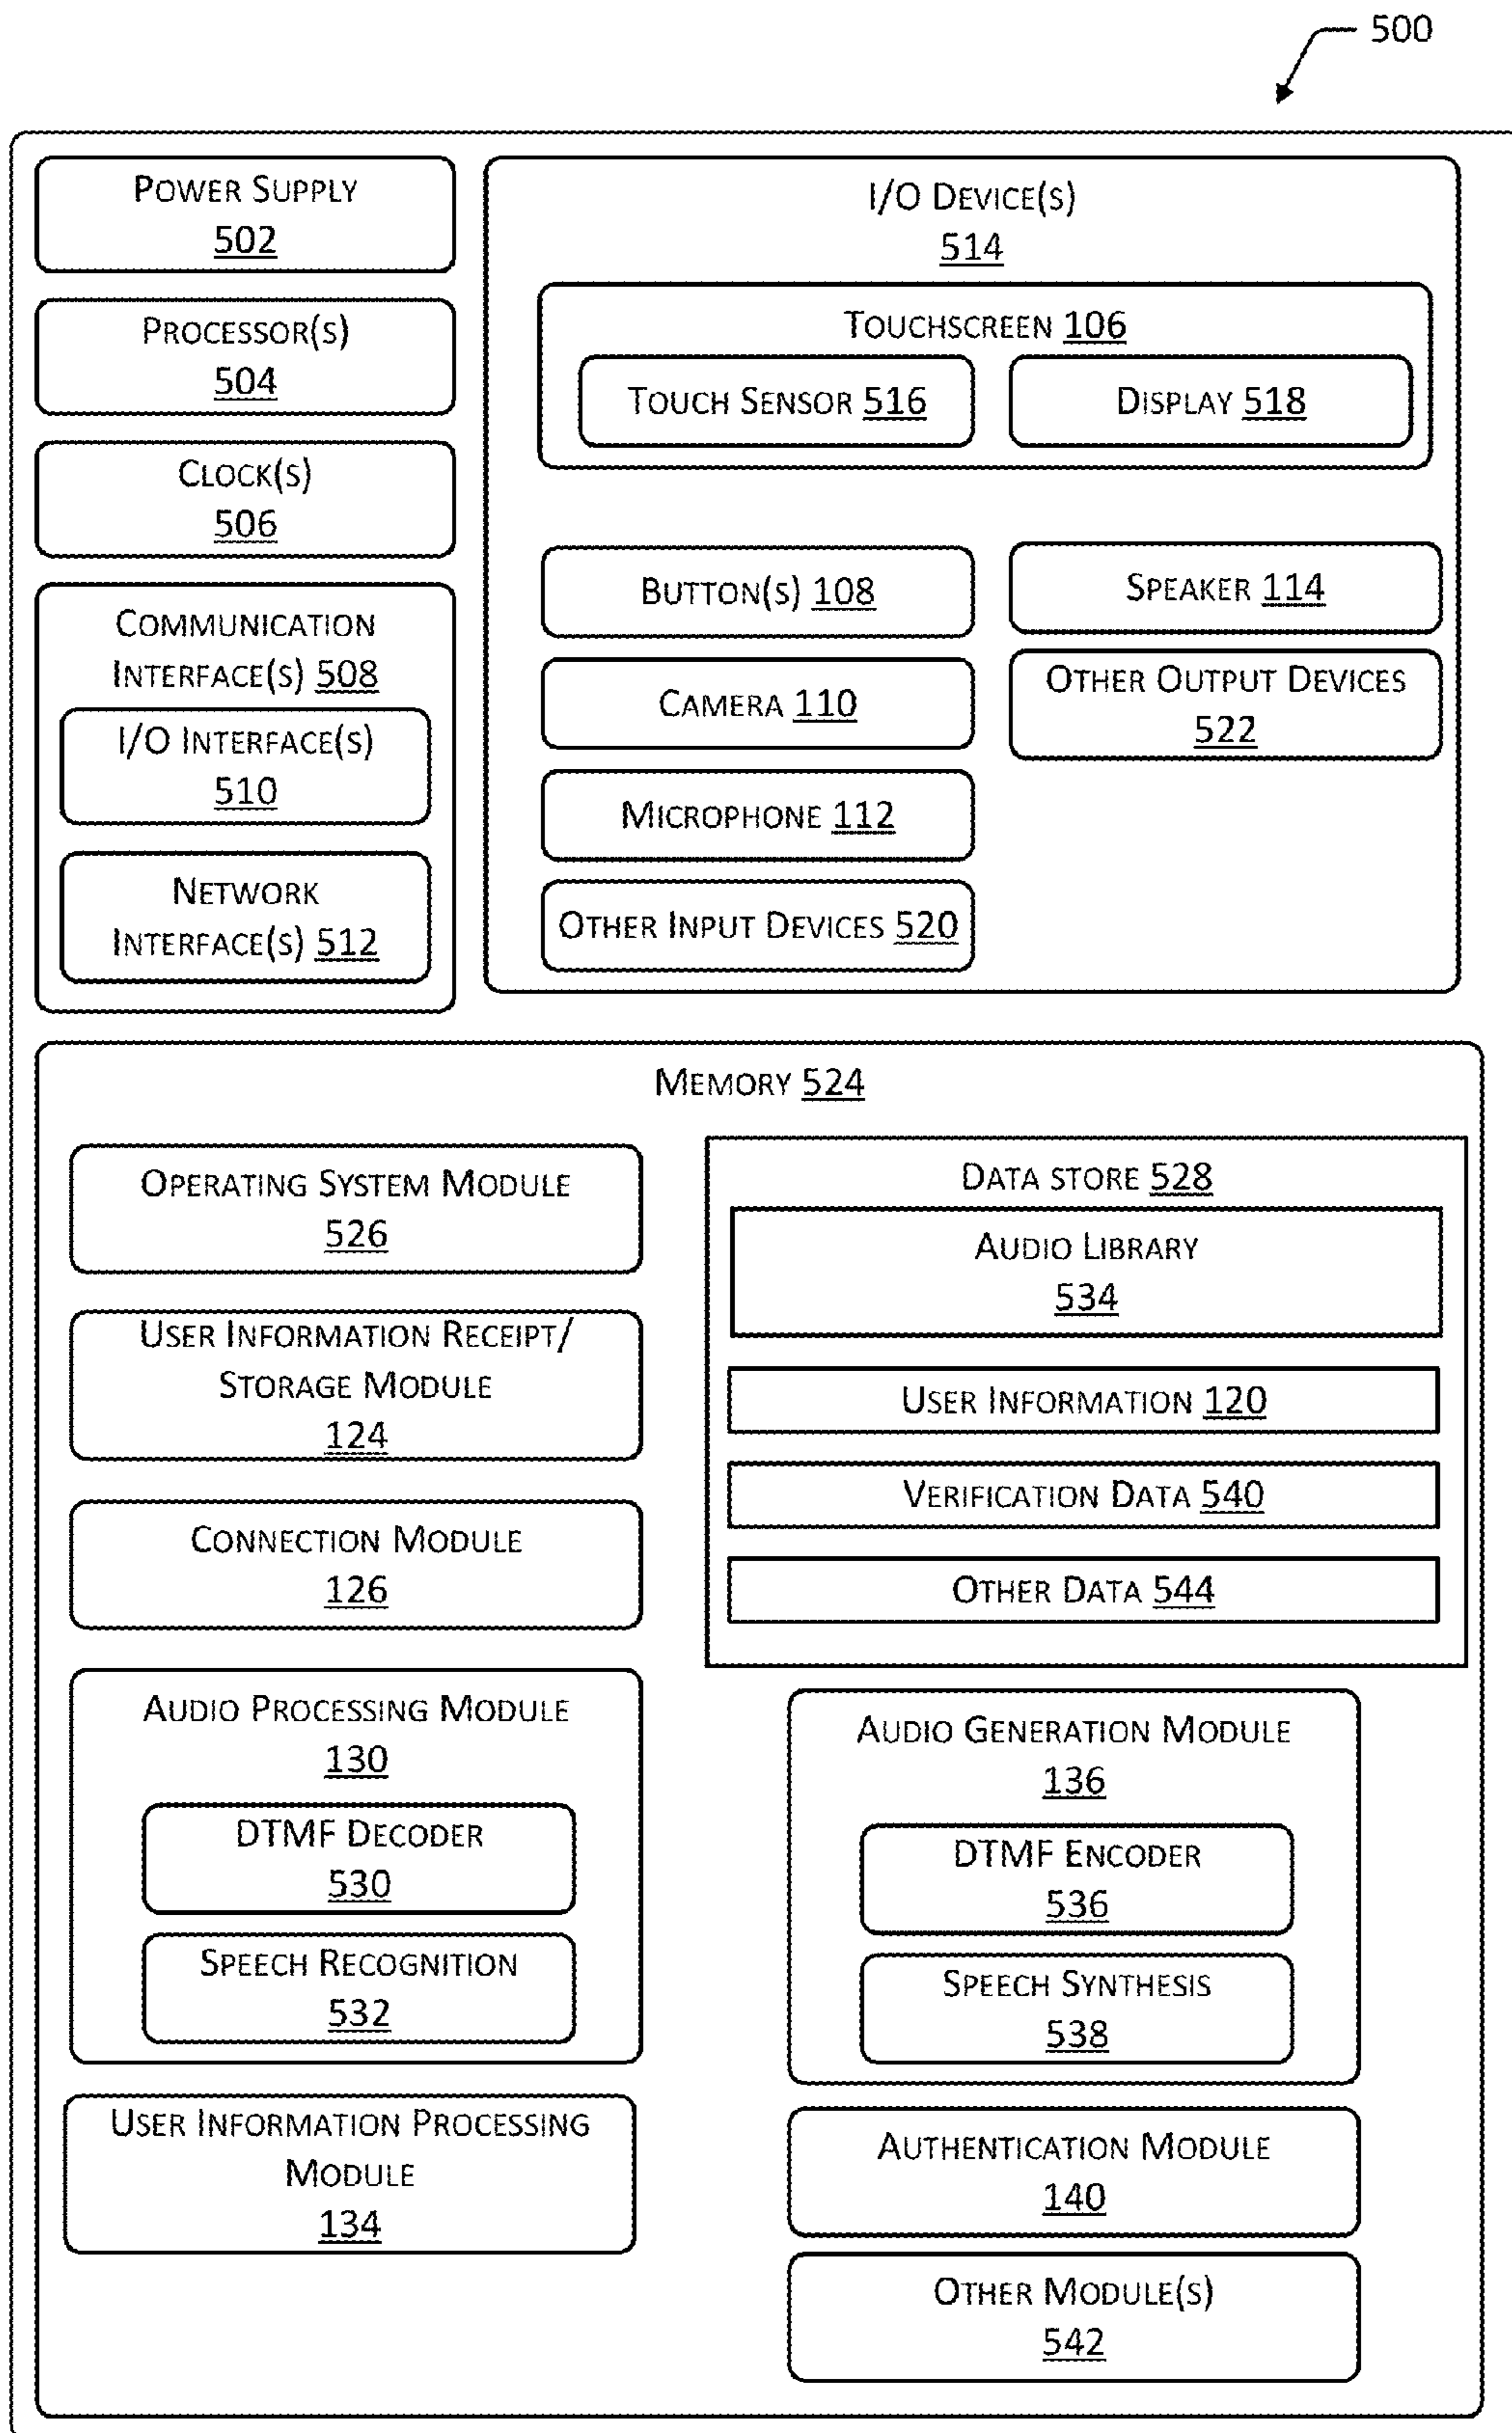 500
POWER SUPPLY
502
PROCESSOR(S)
504
CLOCK(S)
506
COMMUNICATION
INTERFACE(S) 508
I/O INTERFACE(S)
510
NETWORK
INTERFACE(S) 512
I/O DEVICE(S)
514
TOUCHSCREEN 106
TOUCH SENSOR 516
DISPLAY 518
BUTTON(S) 108
CAMERA 110
MICROPHONE 112
OTHER INPUT DEVICES 520
SPEAKER 114
OTHER OUTPUT DEVICES
522
MEMORY 524
OPERATING SYSTEM MODULE
526
USER INFORMATION RECEIPT/
STORAGE MODULE
124
CONNECTION MODULE
126
AUDIO PROCESSING MODULE
130
DTMF DECODER
530
SPEECH RECOGNITION
532
USER INFORMATION PROCESSING
MODULE
134
DATA STORE 528
AUDIO LIBRARY
534
USER INFORMATION 120
VERIFICATION DATA 540
OTHER DATA 544
AUDIO GENERATION MODULE
136
DTMF ENCODER
536
SPEECH SYNTHESIS
538
AUTHENTICATION MODULE
140
OTHER MODULE(S)
542